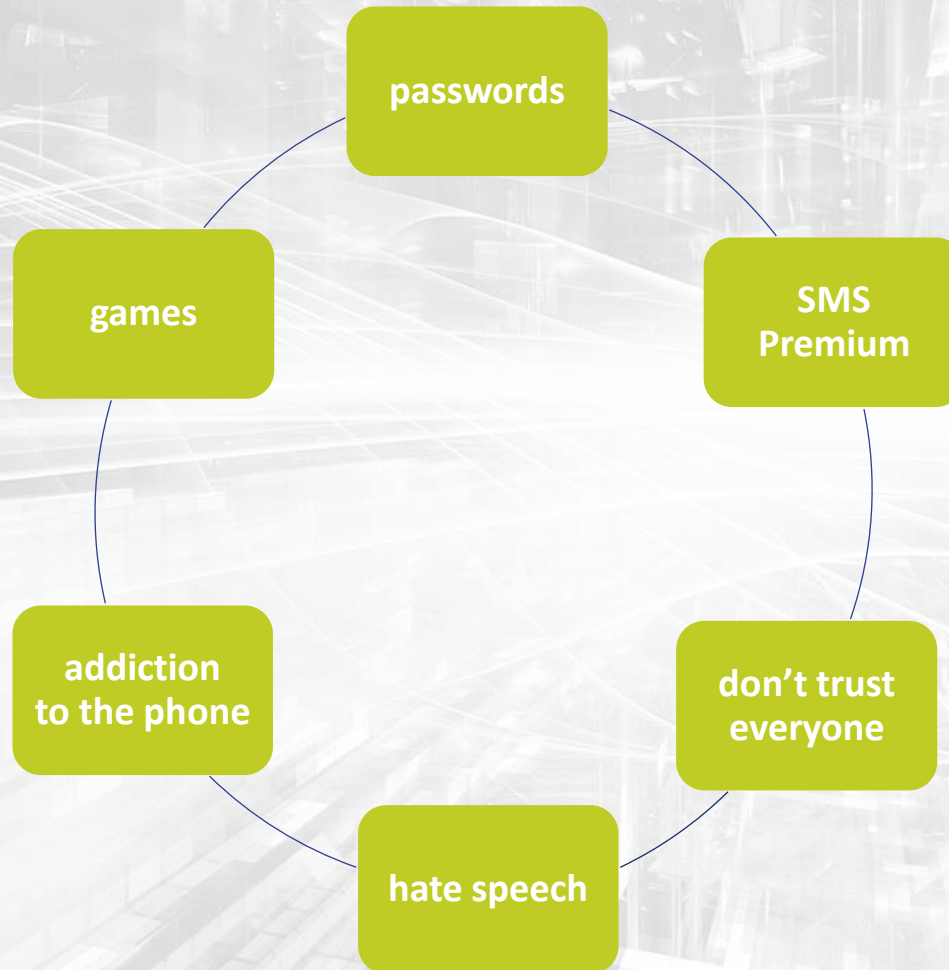 passwords
SMS
Premium
don’t trust
everyone
hate speech
addiction
to the phone
games